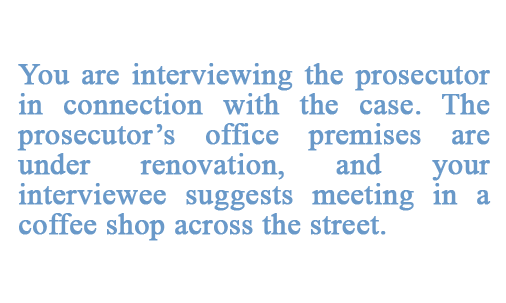 You are interviewing the prosecutor
in connection with the case. The
prosecutor’s office premises are
under renovation, and your
interviewee suggests meeting in a
coffee shop across the street.